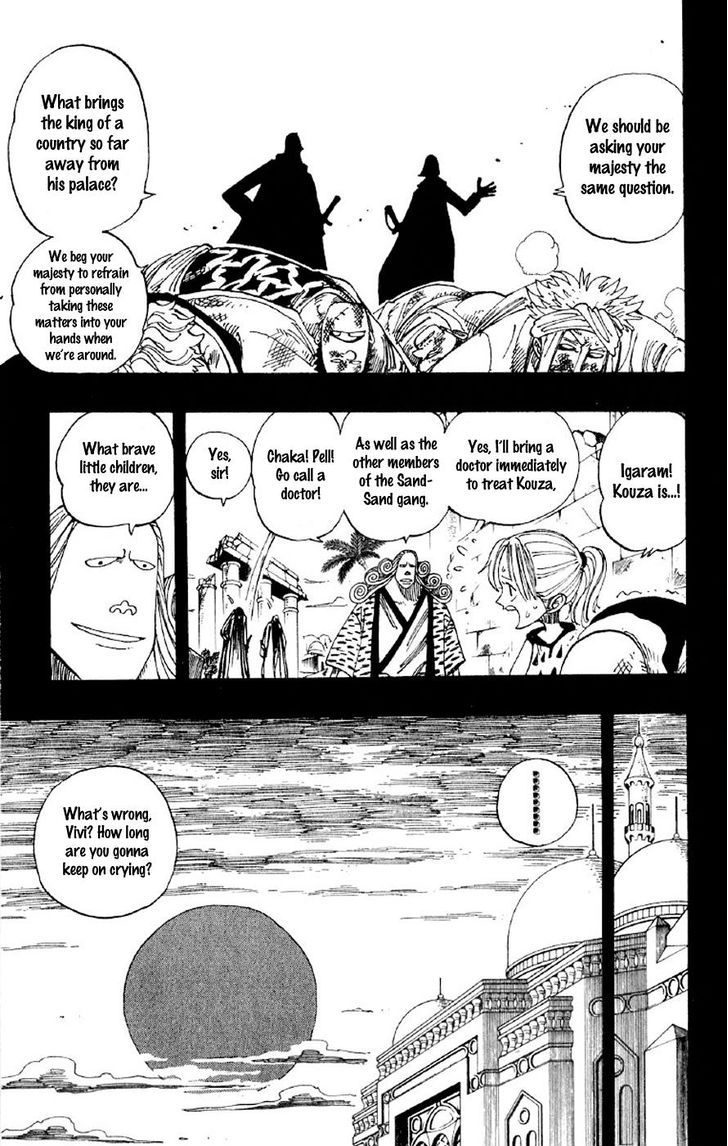 We should be
asking your
majesty the
same question.
What brings
the king of a
country so far
away from
his palace?
We beg your
majesty to refrain
from personally
taking these
matters into your
hands when
we're around.
Igaram!
Kouza is...!
Yes, I'll bring a
doctor immediately
to treat Kouza,
As well as the
other members
of the Sand-
Sand gang.
Chaka! Pell!
Go call a
doctor!
Yes,
sir!
What brave
little children,
they are...
.........
What's wrong,
Vivi? How long
are you gonna
keep on crying?